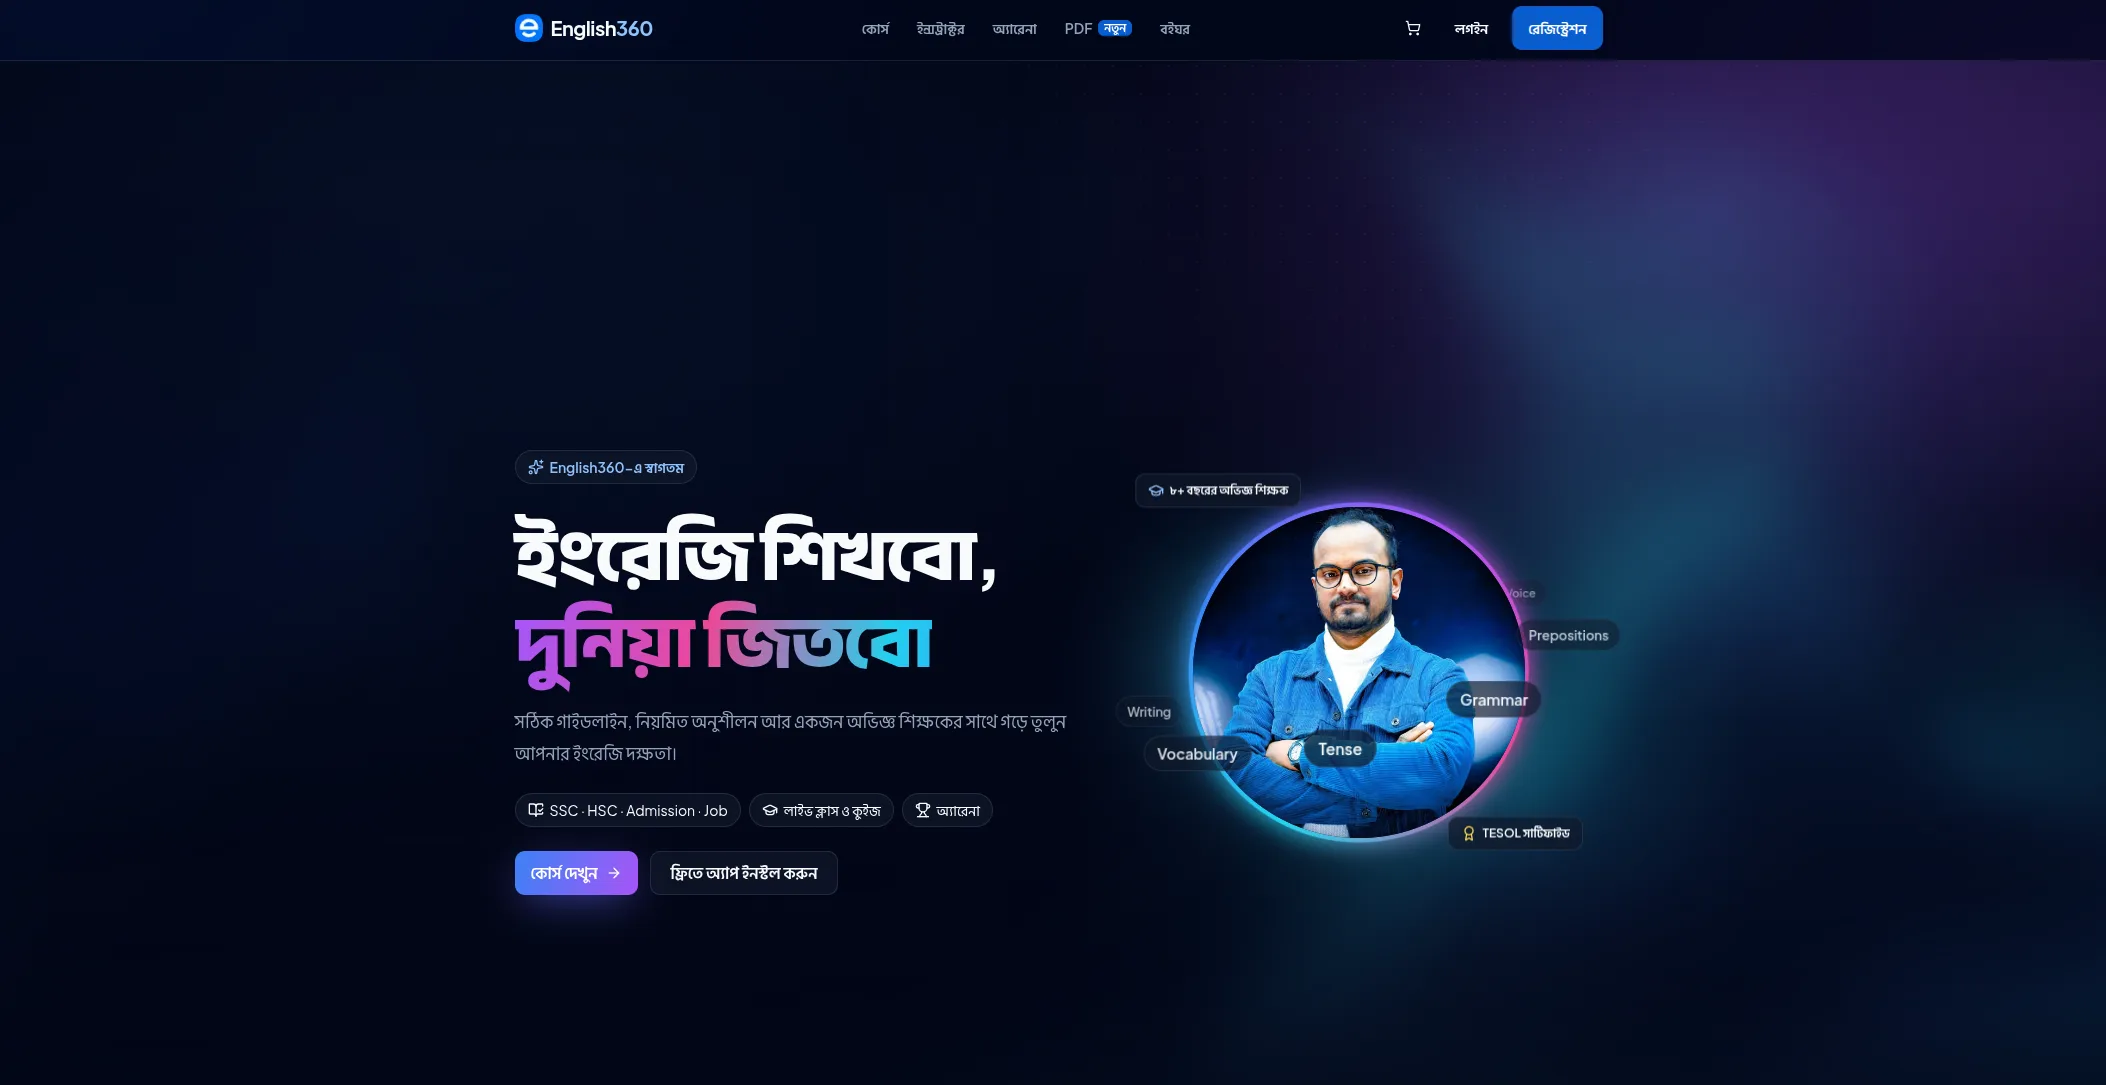 English360
কোর্স
ইন্সট্রাক্টর
অ্যারেনা
PDF নতুন
বইঘর
লগইন
রেজিস্ট্রেশন
English360-এ স্বাগতম
ইংরেজি শিখবো,
দুনিয়া জিতবো
সঠিক গাইডলাইন, নিয়মিত অনুশীলন আর একজন অভিজ্ঞ শিক্ষকের সাথে গড়ে তুলুন
আপনার ইংরেজি দক্ষতা।
SSC · HSC · Admission · Job
লাইভ ক্লাস ও কুইজ
অ্যারেনা
কোর্স দেখুন
ফ্রিতে অ্যাপ ইনস্টল করুন
৮+ বছরের অভিজ্ঞ শিক্ষক
Voice
Prepositions
Grammar
Writing
Vocabulary
Tense
TESOL সার্টিফাইড